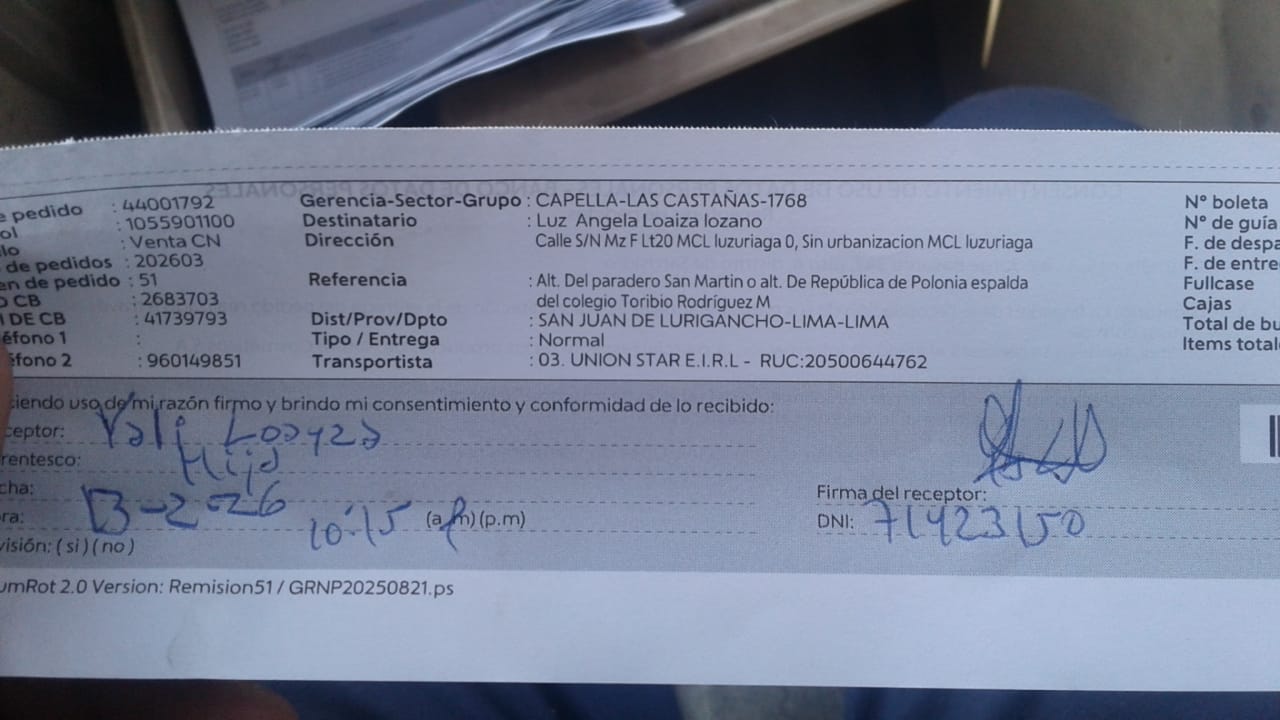 e pedido : 44001792
ol : 1055901100
lo : Venta CN
de pedidos : 202603
en de pedido : 51
o CB : 2683703
I DE CB : 41739793
éfono 1 :
éfono 2 : 960149851
Gerencia-Sector-Grupo : CAPELLA-LAS CASTAÑAS-1768
Destinatario : Luz Angela Loaiza lozano
Dirección Calle S/N Mz F Lt20 MCL luzuriaga 0, Sin urbanizacion MCL luzuriaga
Referencia : Alt. Del paradero San Martin o alt. De República de Polonia espalda
del colegio Toribio Rodríguez M
Dist/Prov/Dpto : SAN JUAN DE LURIGANCHO-LIMA-LIMA
Tipo / Entrega : Normal
Transportista : 03. UNION STAR E.I.R.L - RUC:20500644762
N° boleta
N° de guía
F. de despa
F. de entre
Fullcase
Cajas
Total de bu
Items total
ciendo uso de mi razón firmo y brindo mi consentimiento y conformidad de lo recibido:
ceptor:
rentesco: Hija
cha: 13-2-26
ra: 10:15 (a.m) (p.m)
visión: ( si ) ( no )
Firma del receptor:
DNI: 71423150
umRot 2.0 Version: Remision51 / GRNP20250821.ps